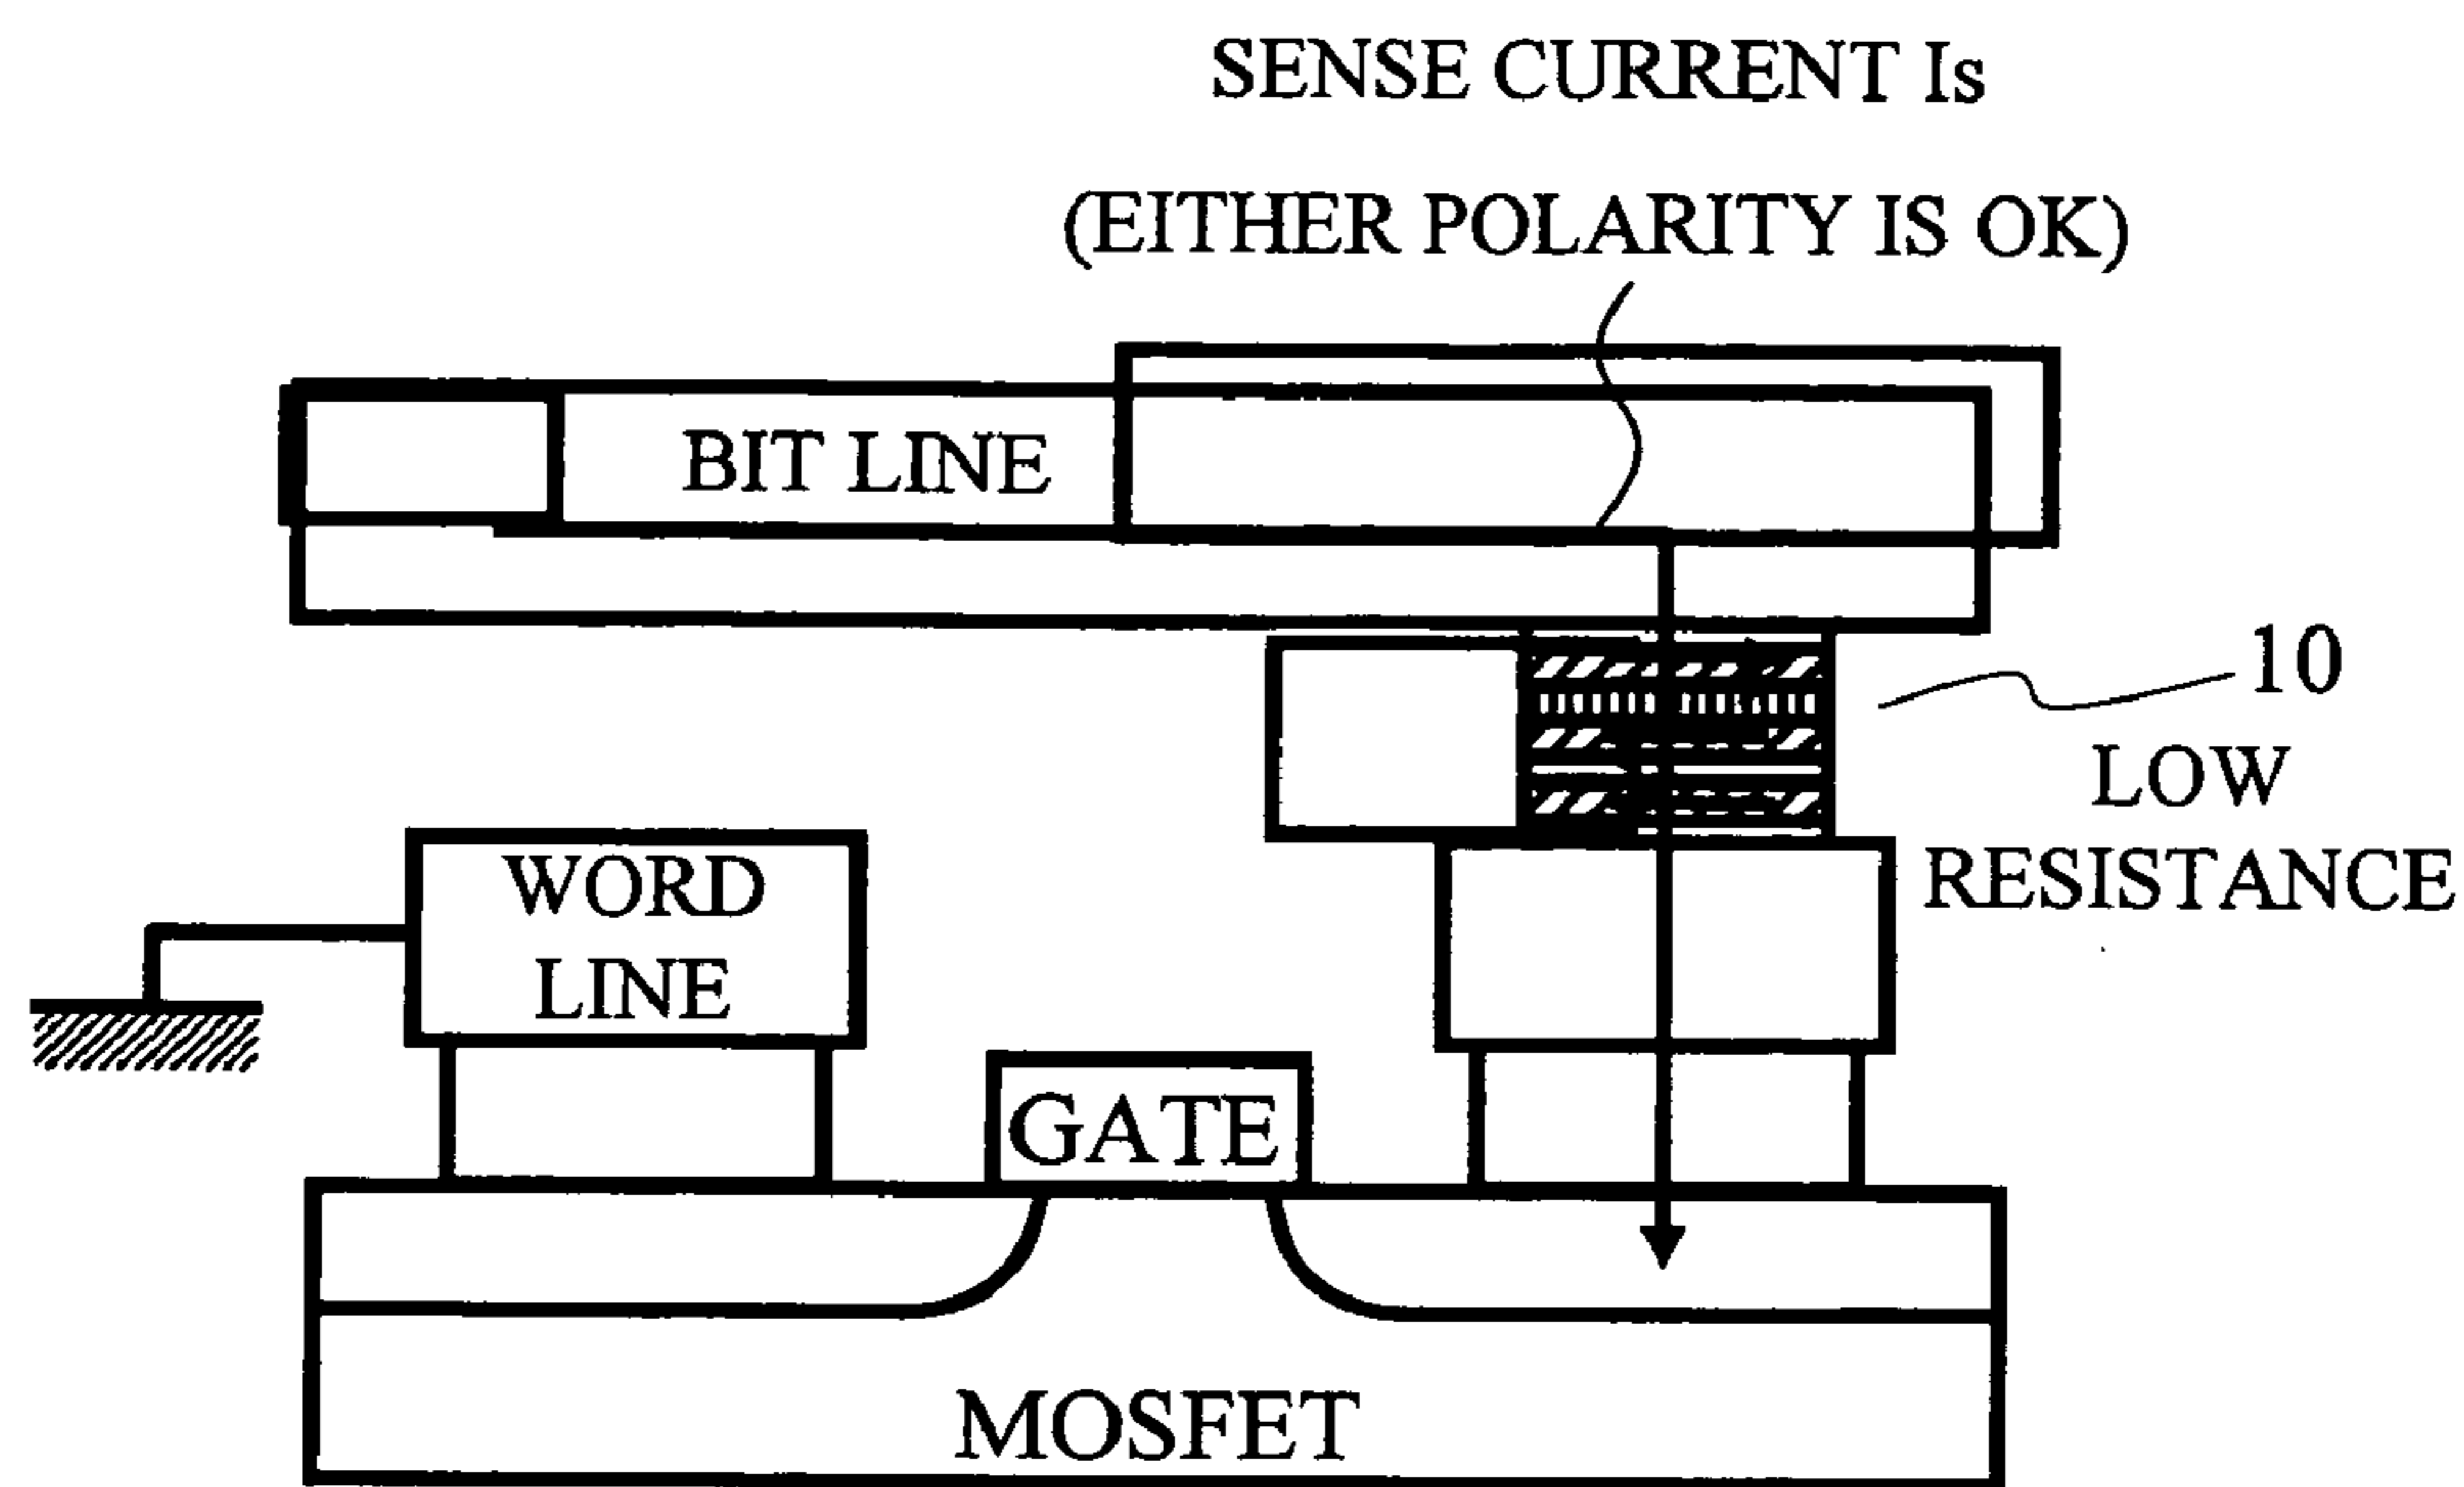 SENSE CURRENT Is
(EITHER POLARITY IS OK)
BIT LINE
10
LOW
RESISTANCE
WORD
LINE
GATE
MOSFET